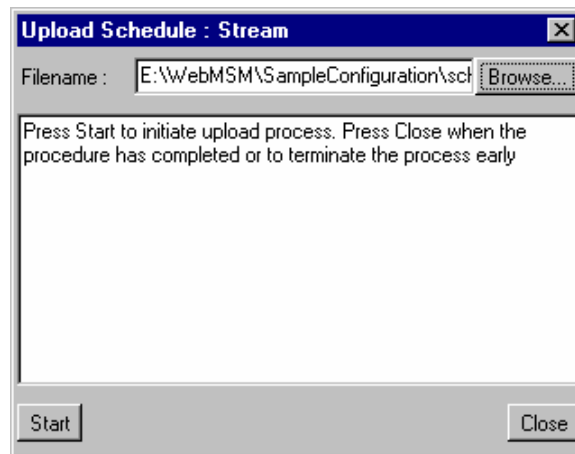 Upload Schedule : Stream
Filename : E:\WebMSM\SampleConfiguration\sch Browse...
Press Start to initiate upload process. Press Close when the
procedure has completed or to terminate the process early
Start Close